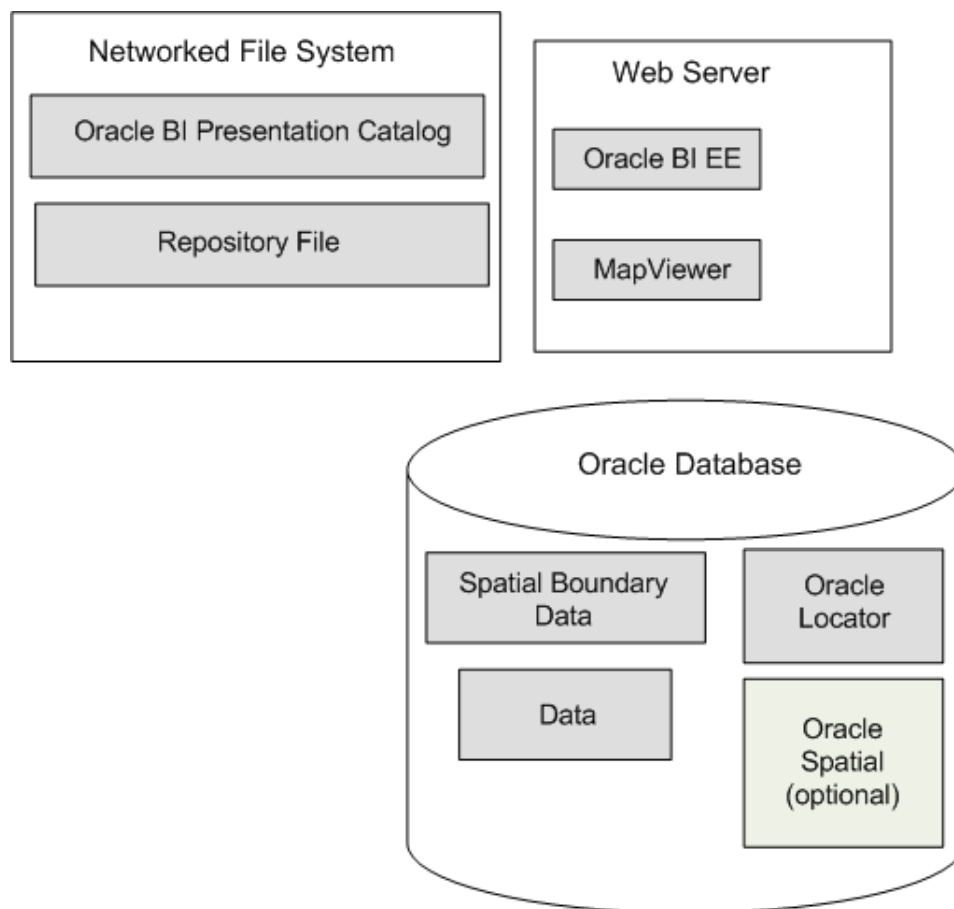 Networked File System
Oracle BI Presentation Catalog
Repository File
Web Server
Oracle BI EE
MapViewer
Oracle Database
Spatial Boundary
Data
Data
Oracle
Locator
Oracle
Spatial
(optional)